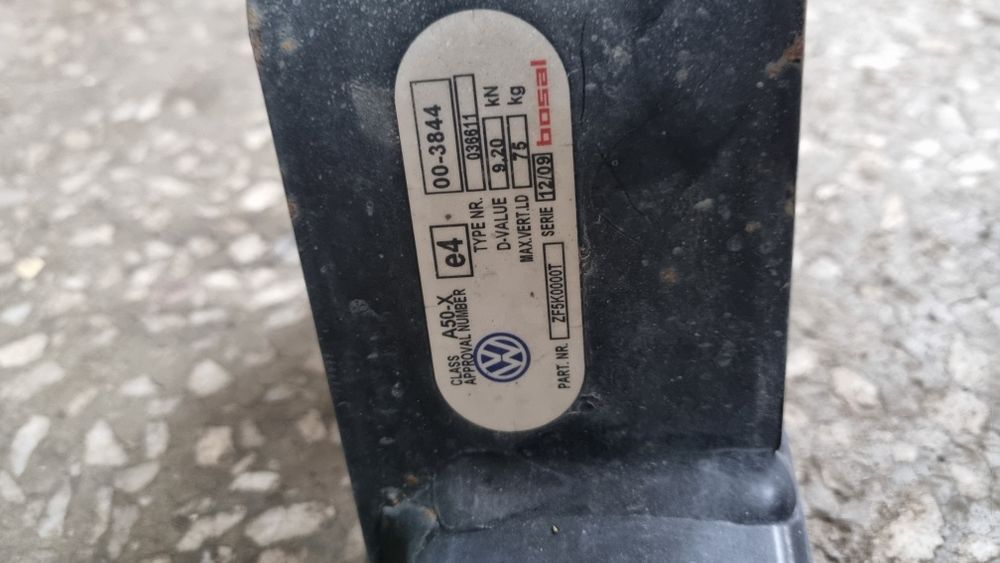 CLASS A50-X
APPROVAL NUMBER e4 00-3844
TYPE NR. 036611
D-VALUE 9.20 kN
MAX.VERT.LD 75 kg
SERIE 12/09 bosal
PART. NR. ZF5K0000T